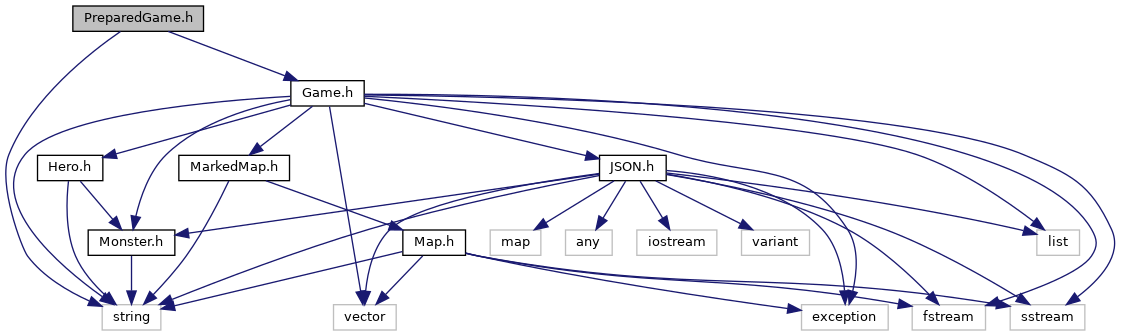 PreparedGame.h
Game.h
Hero.h
MarkedMap.h
JSON.h
Monster.h
Map.h
map
any
iostream
variant
list
string
vector
exception
fstream
sstream